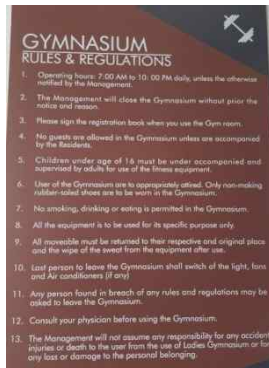 GYMNASIUM
RULES & REGULATIONS
1. Operating hours: 7:00 AM to 10: 00 PM daily, unless the otherwise
notified by the Management.
2. The Management will close the Gymnasium without prior the
notice and reason.
3. Please sign the registration book when you use the Gym room.
4. No guests are allowed in the Gymnasium unless are accompanied
by the Residents.
5. Children under age of 16 must be under accompanied and
supervised by adults for use of the fitness equipment.
6. User of the Gymnasium are to appropriately attired. Only non-making
rubber-soled shoes are to be worn in the Gymnasium.
7. No smoking, drinking or eating is permitted in the Gymnasium.
8. All the equipment is to be used for its specific purpose only.
9. All moveable must be returned to their respective and original place
and the wipe of the sweat from the equipment after use.
10. Last person to leave the Gymnasium shall switch of the light, fans
and Air conditioners (if any)
11. Any person found in breach of any rules and regulations may be
asked to leave the Gymnasium.
12. Consult your physician before using the Gymnasium.
13. The Management will not assume any responsibility for any accident
injuries or death to the user from the use of Ladies Gymnasium or for
any loss or damage to the personal belonging.